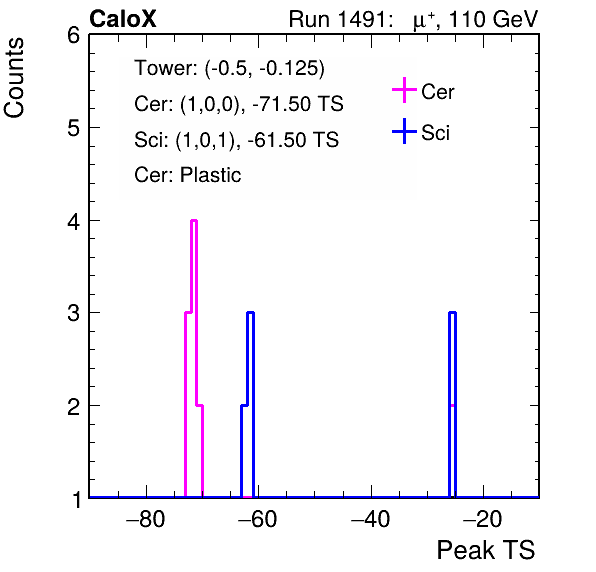 CaloX Run 1491: μ⁺, 110 GeV
Counts
Tower: (-0.5, -0.125)
Cer: (1,0,0), -71.50 TS
Sci: (1,0,1), -61.50 TS
Cer: Plastic
Cer
Sci
6
5
4
3
2
1
−80 −60 −40 −20
Peak TS